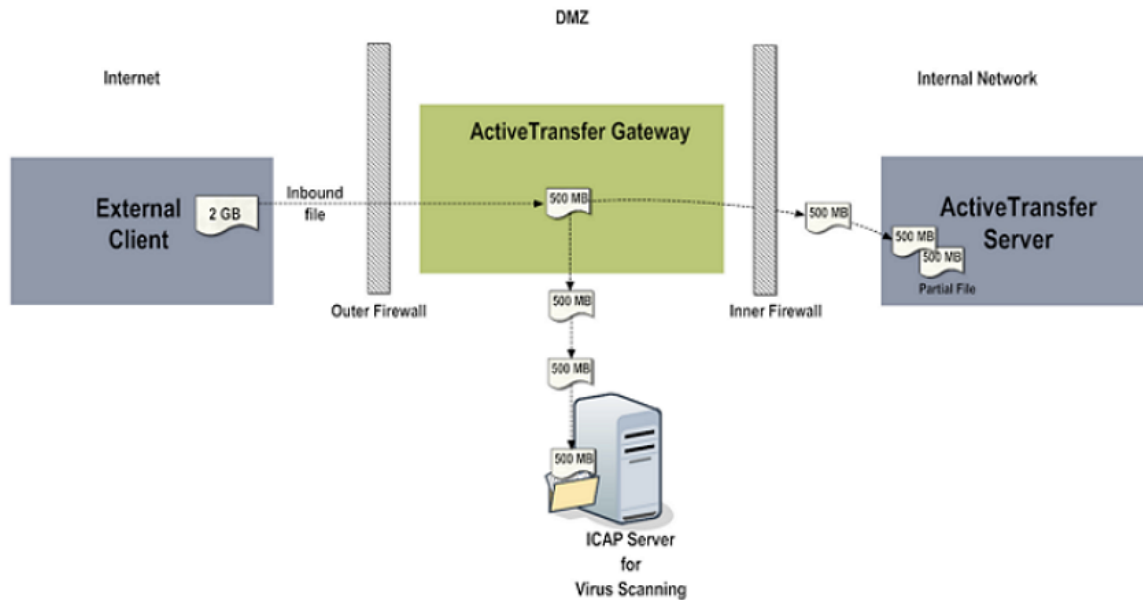 DMZ
Internet
Internal Network
ActiveTransfer Gateway
External
Client
2 GB
Inbound
file
500 MB
500 MB
ActiveTransfer
Server
500 MB
500 MB
Partial File
Outer Firewall
Inner Firewall
500 MB
500 MB
500 MB
ICAP Server
for
Virus Scanning